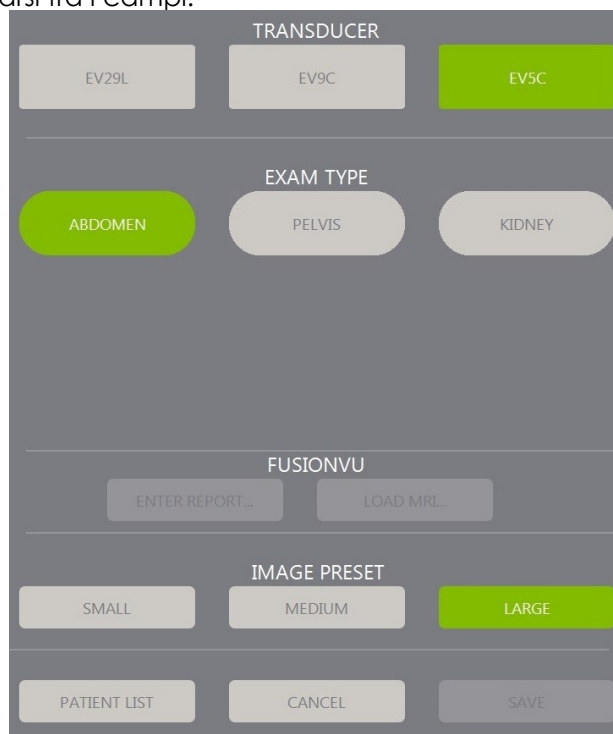 TRANSDUCER
EV29L EV9C EV5C
EXAM TYPE
ABDOMEN PELVIS KIDNEY
FUSIONVU
ENTER REPORT... LOAD MRI...
IMAGE PRESET
SMALL MEDIUM LARGE
PATIENT LIST CANCEL SAVE